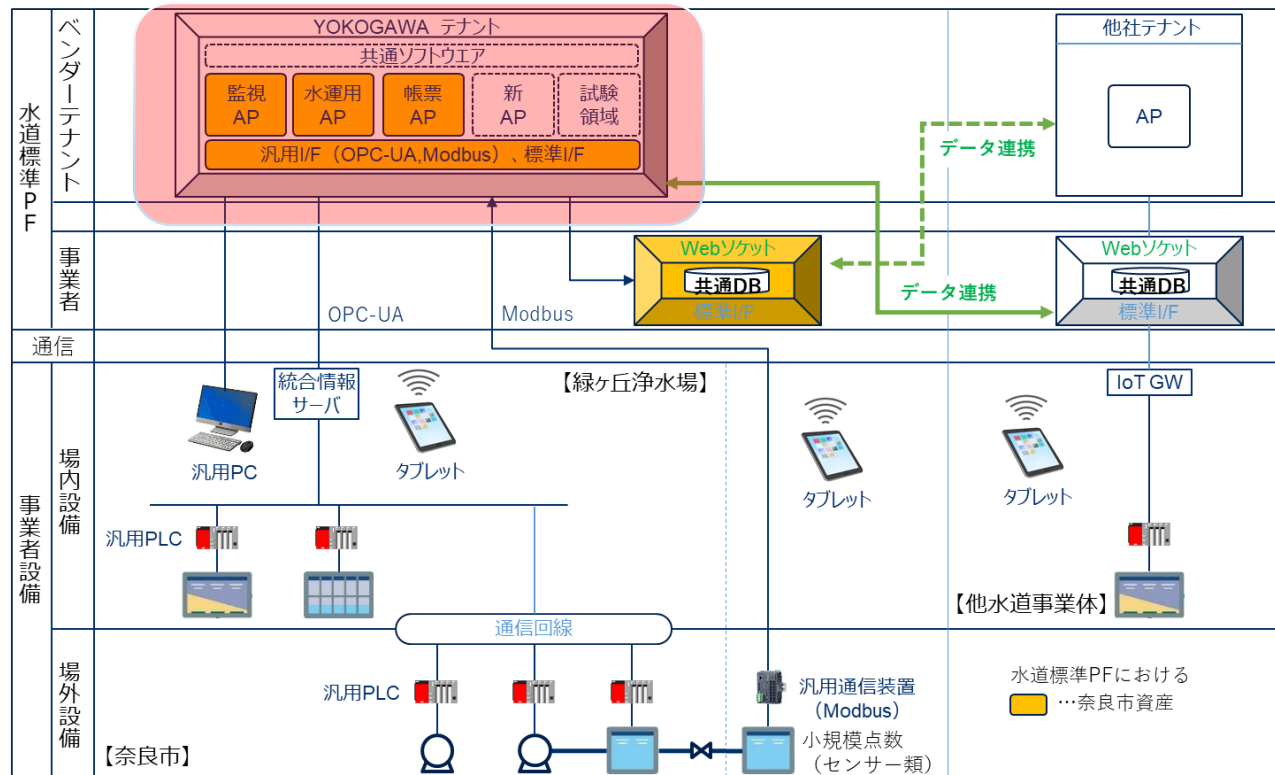 水道標準PF
ベンダーテナント
YOKOGAWA テナント
共通ソフトウエア
監視
AP
水運用
AP
帳票
AP
新
AP
試験
領域
汎用I/F（OPC-UA,Modbus）、標準I/F
他社テナント
AP
データ連携
事業者
Webソケット
共通DB
標準I/F
データ連携
Webソケット
共通DB
標準I/F
OPC-UA
Modbus
通信
事業者設備
場内設備
統合情報
サーバ
【緑ヶ丘浄水場】
IoT GW
汎用PC
タブレット
タブレット
タブレット
汎用PLC
【他水道事業体】
通信回線
場外設備
汎用PLC
汎用通信装置
（Modbus）
小規模点数
（センサー類）
【奈良市】
水道標準PFにおける
…奈良市資産